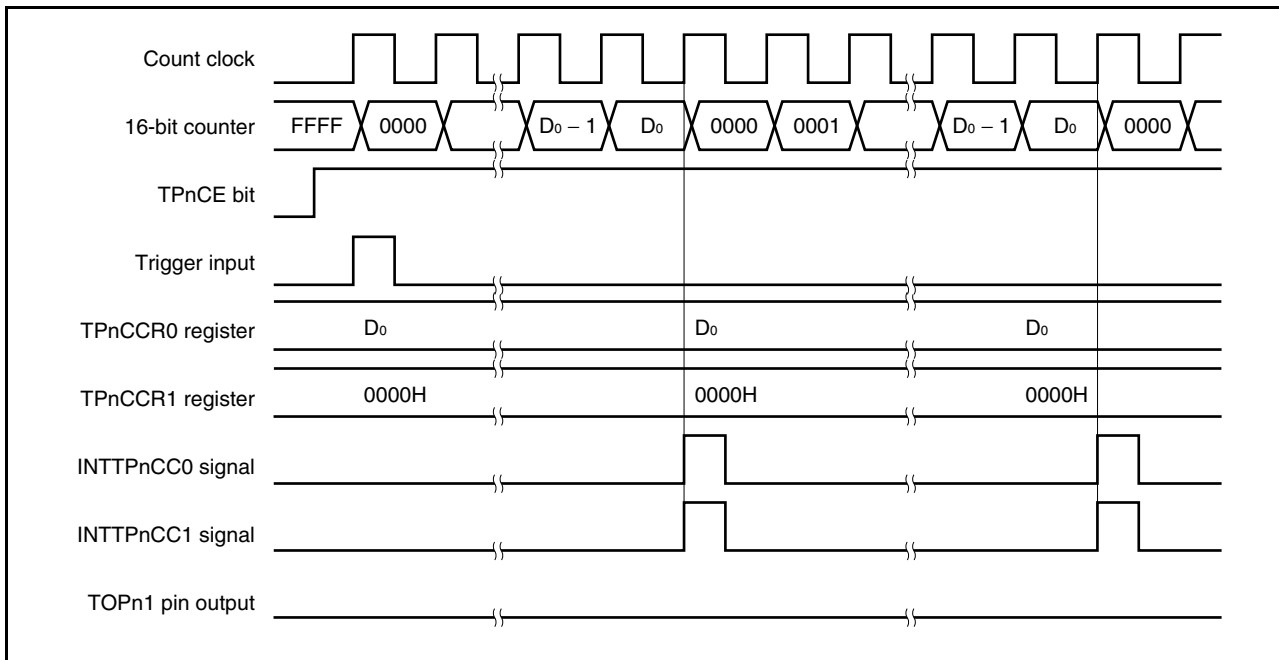 Count clock
16-bit counter FFFF 0000 D0 – 1 D0 0000 0001 D0 – 1 D0 0000
TPnCE bit
Trigger input
TPnCCR0 register D0 D0 D0
TPnCCR1 register 0000H 0000H 0000H
INTTPnCC0 signal
INTTPnCC1 signal
TOPn1 pin output